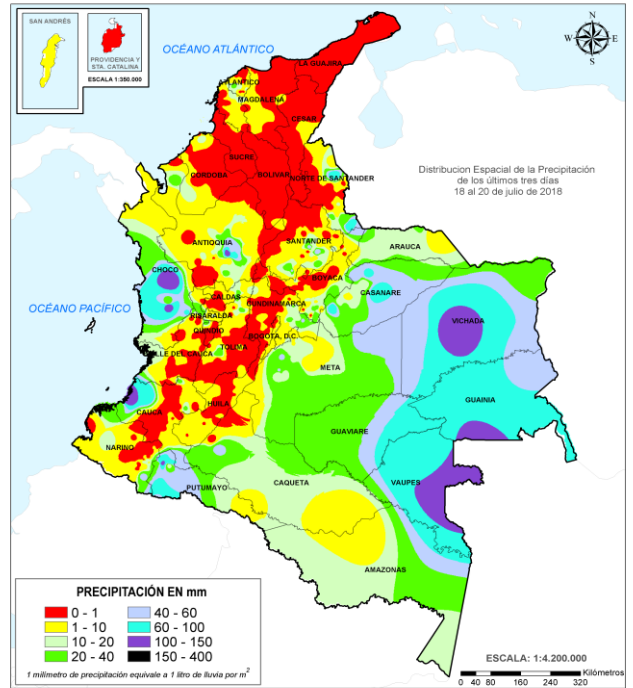 SAN ANDRÉS
PROVIDENCIA Y
STA. CATALINA
ESCALA 1:350.000
OCÉANO ATLÁNTICO
N
W
E
S
LA GUAJIRA
ATLANTICO
MAGDALENA
CESAR
SUCRE
CORDOBA
BOLIVAR
NORTE DE SANTANDER
Distribucion Espacial de la Precipitación
de los últimos tres días
18 al 20 de julio de 2018
ANTIOQUIA
SANTANDER
ARAUCA
CHOCO
BOYACA
CASANARE
OCÉANO PACÍFICO
CALDAS
CUNDINAMARCA
RISARALDA
VICHADA
QUINDIO
BOGOTA, D.C.
TOLIMA
VALLE DEL CAUCA
META
GUAINIA
HUILA
CAUCA
GUAVIARE
NARIÑO
CAQUETA
VAUPES
PUTUMAYO
AMAZONAS
PRECIPITACIÓN EN mm
0 - 1
40 - 60
1 - 10
60 - 100
10 - 20
100 - 150
20 - 40
150 - 400
1 milímetro de precipitación equivale a 1 litro de lluvia por m²
ESCALA: 1:4.200.000
Kilómetros
0 40 80 160 240 320